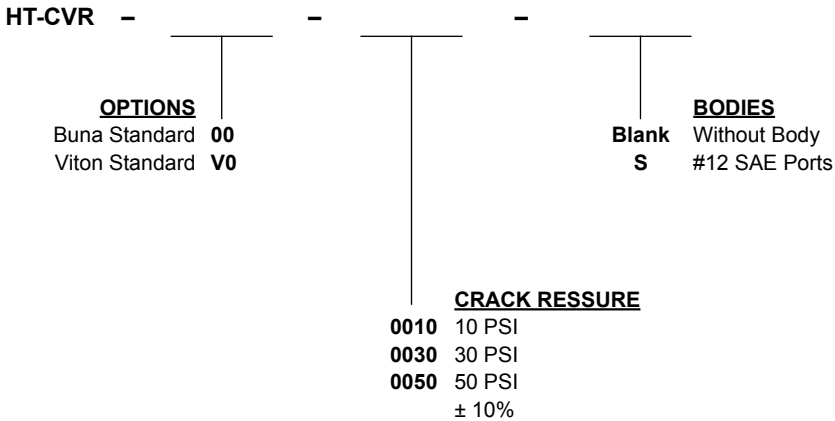 HT-CVR – – –
OPTIONS
Buna Standard 00
Viton Standard V0
BODIES
Blank Without Body
S #12 SAE Ports
CRACK RESSURE
0010 10 PSI
0030 30 PSI
0050 50 PSI
± 10%